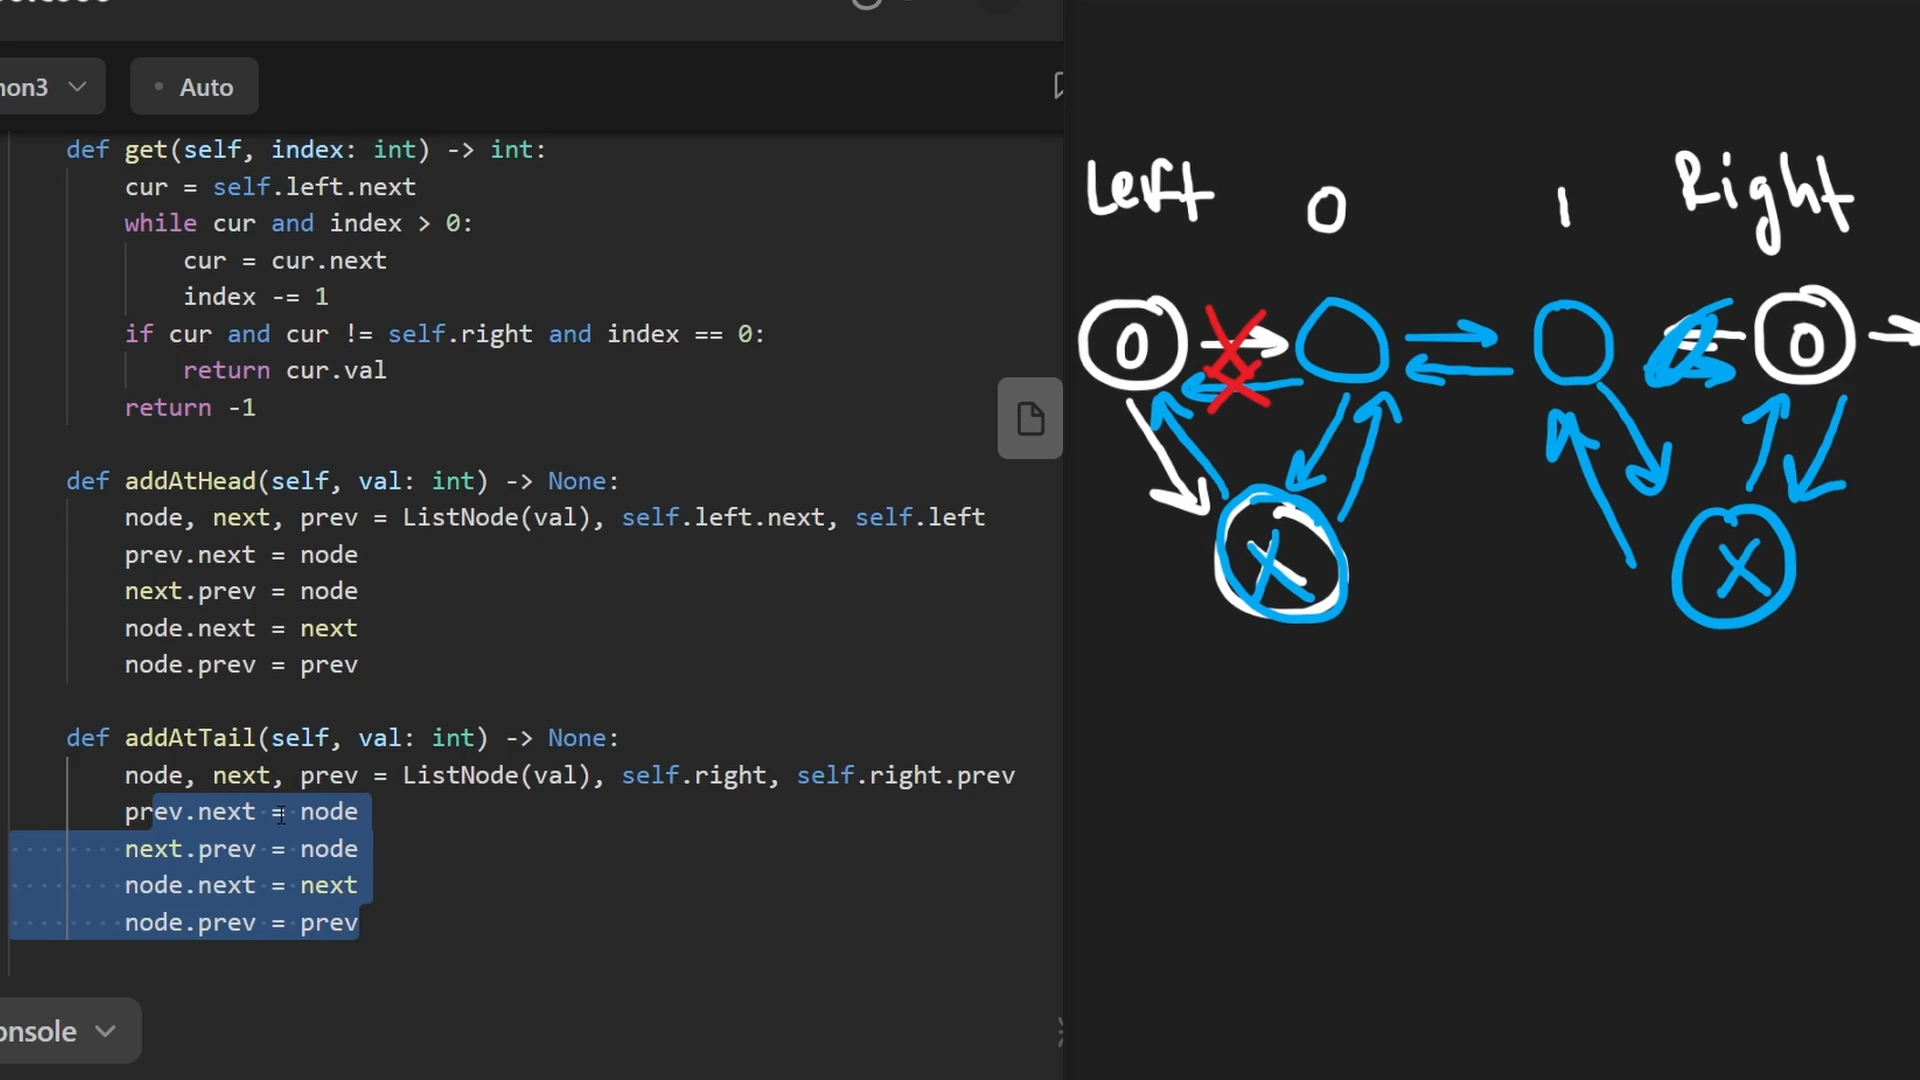 hon3
Auto
def get(self, index: int) -> int:
cur = self.left.next
while cur and index > 0:
cur = cur.next
index -= 1
if cur and cur != self.right and index == 0:
return cur.val
return -1
def addAtHead(self, val: int) -> None:
node, next, prev = ListNode(val), self.left.next, self.left
prev.next = node
next.prev = node
node.next = next
node.prev = prev
def addAtTail(self, val: int) -> None:
node, next, prev = ListNode(val), self.right, self.right.prev
prev.next = node
next.prev = node
node.next = next
node.prev = prev
onsole
Left 0 1 Right
0 0
X X